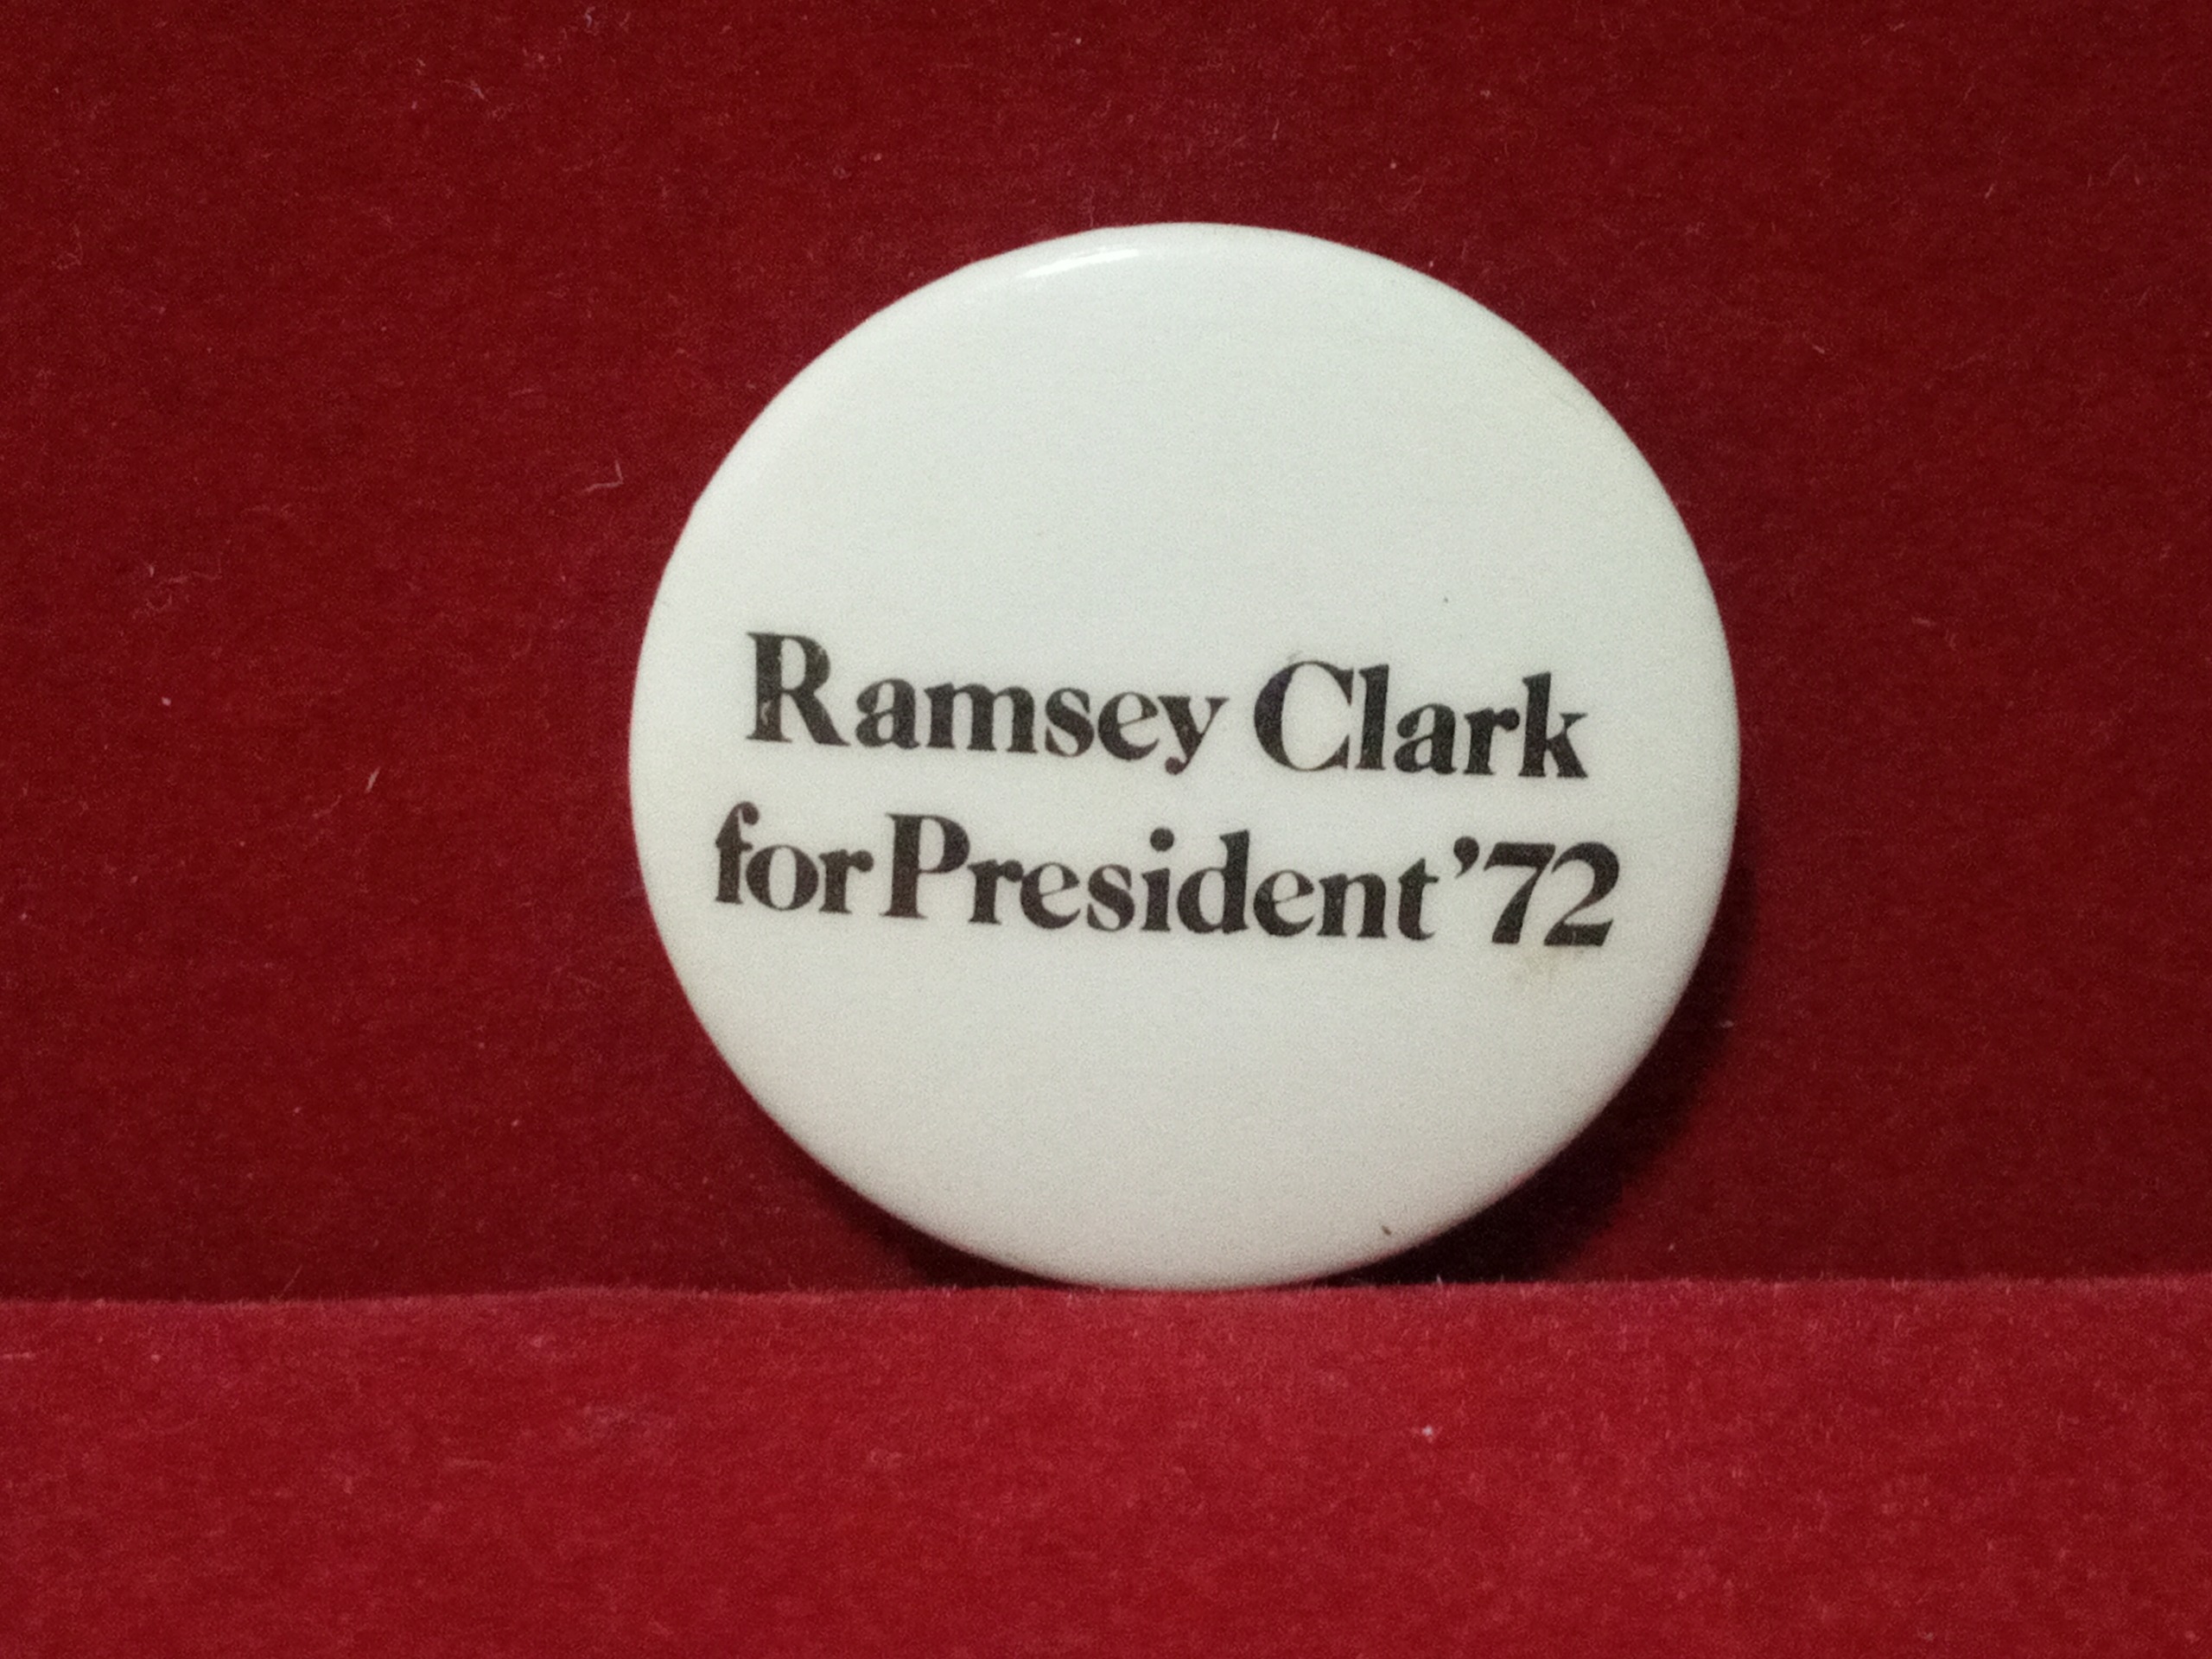 Ramsey Clark
for President '72